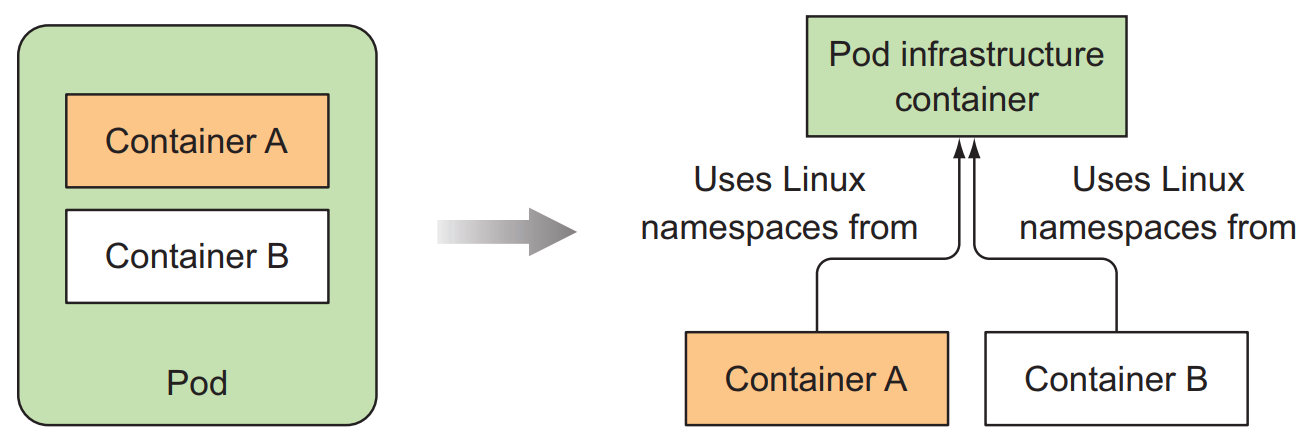 Container A
Container B
Pod
Pod infrastructure
container
Uses Linux
namespaces from
Uses Linux
namespaces from
Container A
Container B